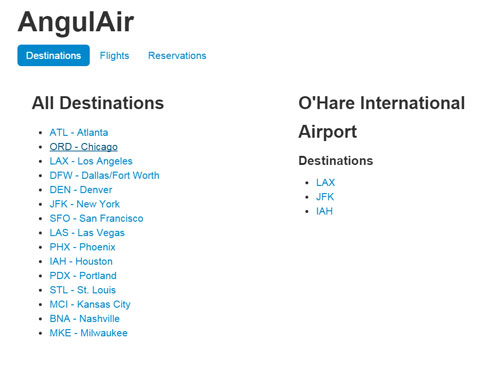 AngulAir
Destinations
Flights
Reservations
All Destinations
ATL - Atlanta
ORD - Chicago
LAX - Los Angeles
DFW - Dallas/Fort Worth
DEN - Denver
JFK - New York
SFO - San Francisco
LAS - Las Vegas
PHX - Phoenix
IAH - Houston
PDX - Portland
STL - St. Louis
MCI - Kansas City
BNA - Nashville
MKE - Milwaukee
O'Hare International
Airport
Destinations
LAX
JFK
IAH